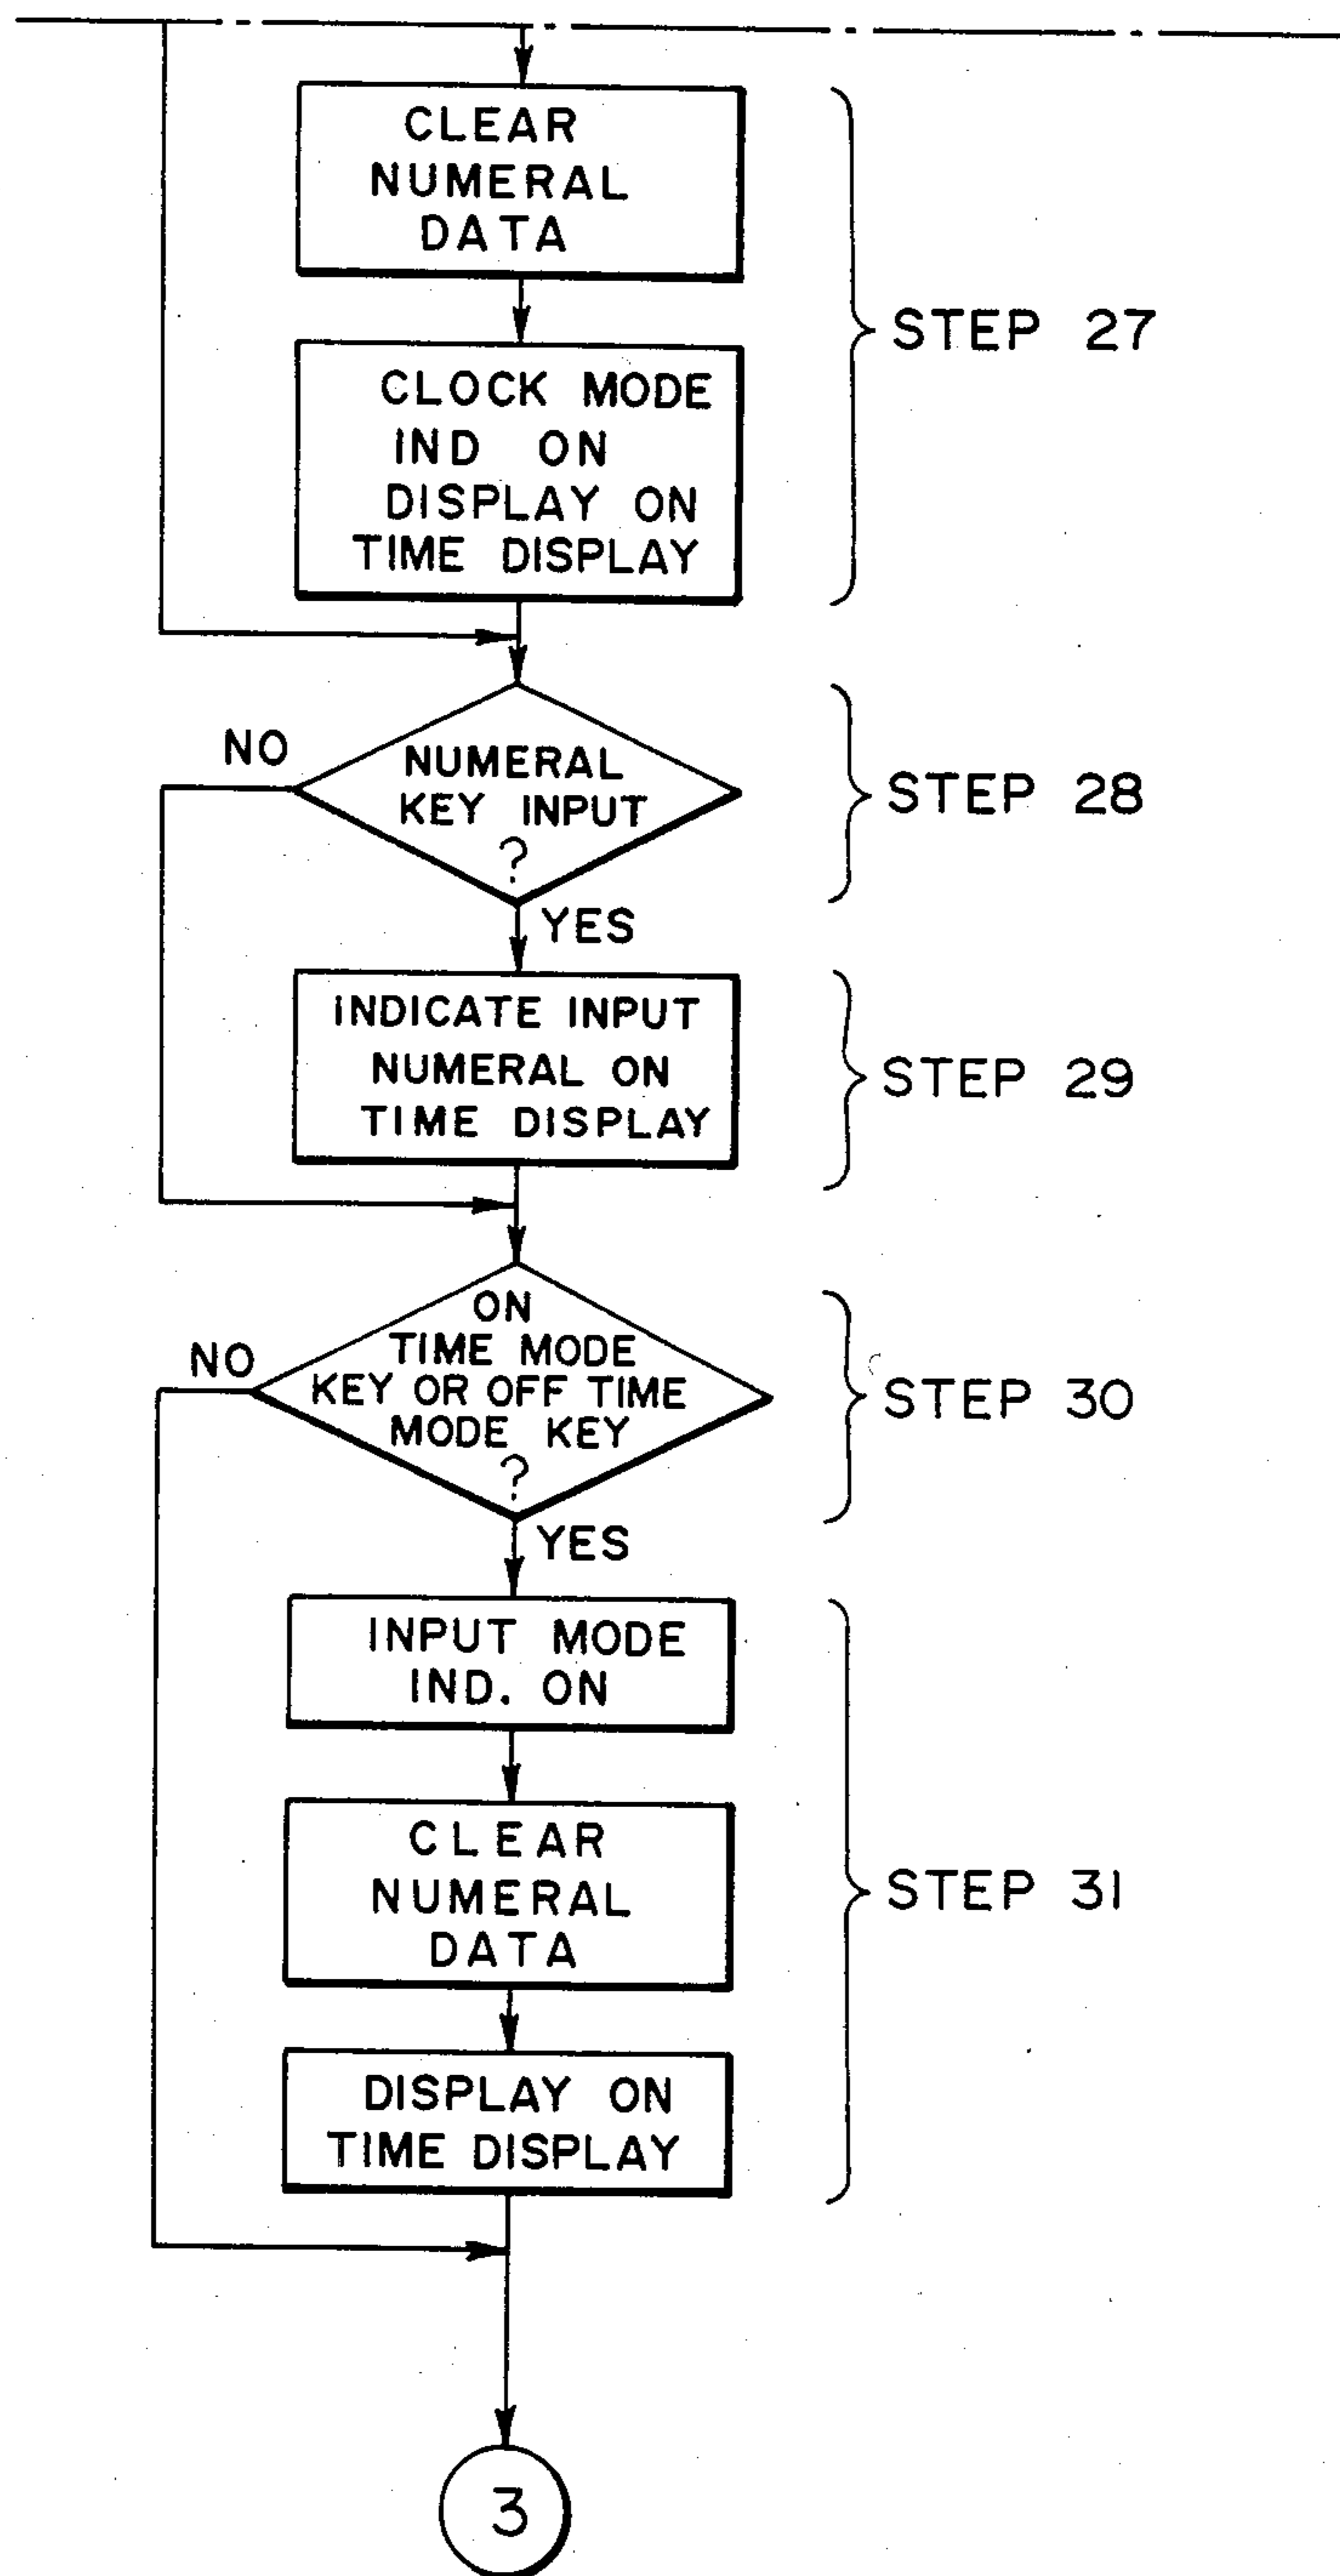 CLEAR
NUMERAL
DATA
CLOCK MODE
IND ON
DISPLAY ON
TIME DISPLAY
STEP 27
NO
NUMERAL
KEY INPUT
?
STEP 28
YES
INDICATE INPUT
NUMERAL ON
TIME DISPLAY
STEP 29
NO
ON
TIME MODE
KEY OR OFF TIME
MODE KEY
?
STEP 30
YES
INPUT MODE
IND. ON
CLEAR
NUMERAL
DATA
STEP 31
DISPLAY ON
TIME DISPLAY
3